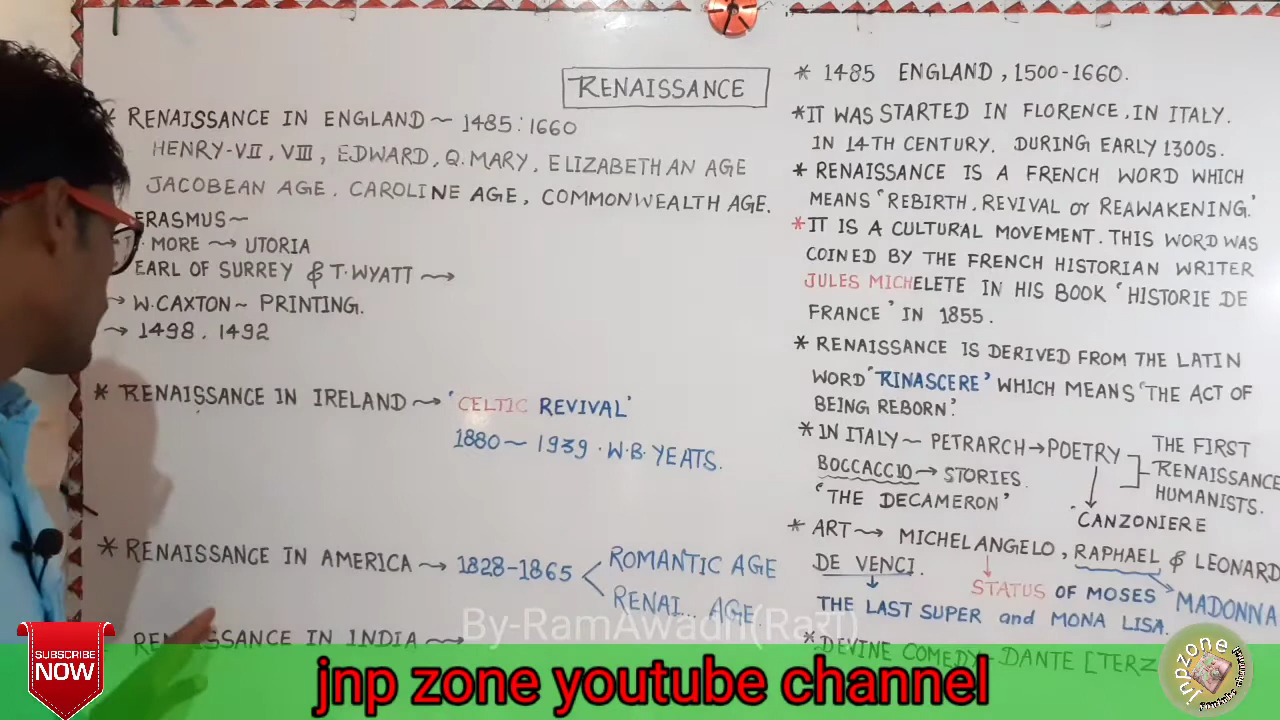 RENAISSANCE
* RENAISSANCE IN ENGLAND ~ 1485:1660
HENRY-VII, VIII, EDWARD, Q. MARY, ELIZABETHAN AGE
JACOBEAN AGE. CAROLINE AGE, COMMONWEALTH AGE.
ERASMUS~
MORE → UTORIA
EARL OF SURREY & T. WYATT →
→ W. CAXTON ~ PRINTING.
→ 1498. 1492
* RENAISSANCE IN IRELAND → 'CELTIC REVIVAL'
1880 ~ 1939 · W.B. YEATS.
* RENAISSANCE IN AMERICA → 1828-1865 < ROMANTIC AGE
RENAI... AGE
RENAISSANCE IN INDIA →
* 1485 ENGLAND, 1500-1660.
* IT WAS STARTED IN FLORENCE, IN ITALY.
IN 14TH CENTURY. DURING EARLY 1300s.
* RENAISSANCE IS A FRENCH WORD WHICH
MEANS 'REBIRTH, REVIVAL or REAWAKENING.'
* IT IS A CULTURAL MOVEMENT. THIS WORD WAS
COINED BY THE FRENCH HISTORIAN WRITER
JULES MICHELETE IN HIS BOOK 'HISTORIE DE
FRANCE' IN 1855.
* RENAISSANCE IS DERIVED FROM THE LATIN
WORD 'RINASCERE' WHICH MEANS 'THE ACT OF
BEING REBORN'.
* IN ITALY ~ PETRARCH → POETRY
BOCCACCIO → STORIES.
'THE DECAMERON'
THE FIRST
RENAISSANCE
HUMANISTS.
'CANZONIERE
* ART → MICHELANGELO, RAPHAEL & LEONARD
DE VENCI.
STATUS OF MOSES
MADONNA
THE LAST SUPER and MONA LISA.
* DEVINE COMEDY - DANTE [TERZ
By-RamAwadh(RaJT)
SUBSCRIBE
NOW
jnp zone youtube channel
jnpzone